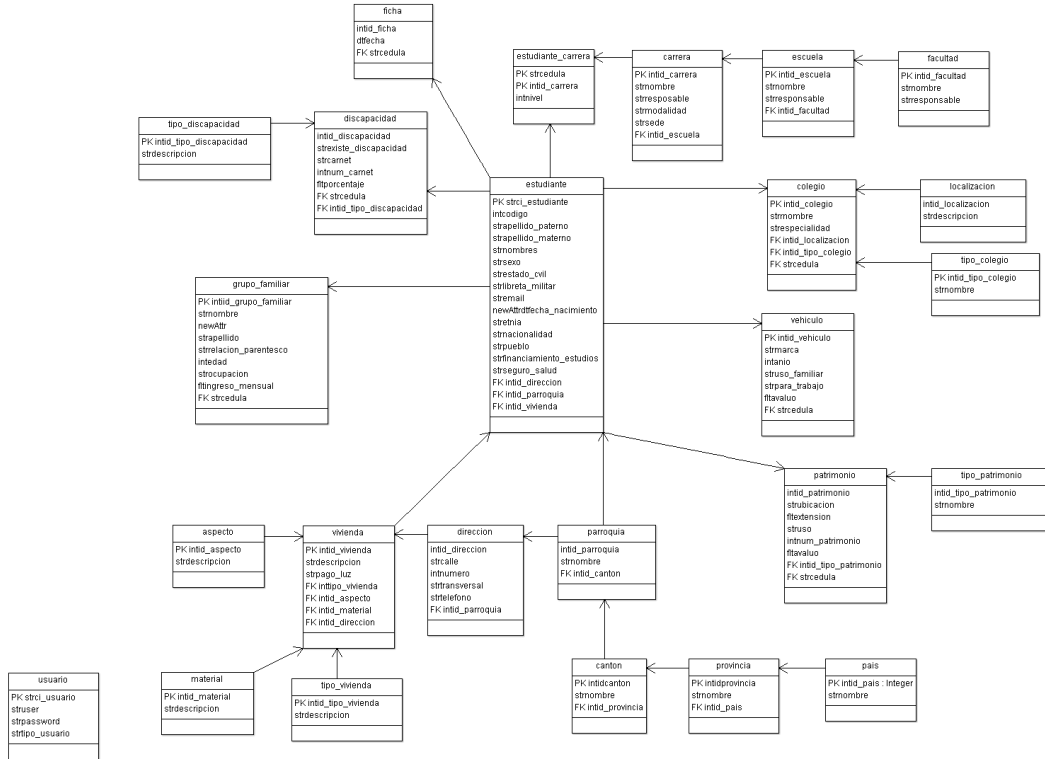 ficha
intid_ficha
dtfecha
FK strcedula
estudiante_carrera
PK strcedula
PK intid_carrera
intnivel
carrera
PK intid_carrera
strnombre
strresposable
strmodalidad
strsede
FK intid_escuela
escuela
PK intid_escuela
strnombre
strresponsable
FK intid_facultad
facultad
PK intid_facultad
strnombre
strresponsable
tipo_discapacidad
PK intid_tipo_discapacidad
strdescripcion
discapacidad
intid_discapacidad
strexiste_discapacidad
strcarnet
intnum_carnet
fltporcentaje
FK strcedula
FK intid_tipo_discapacidad
estudiante
PK strci_estudiante
intcodigo
strapellido_paterno
strapellido_materno
strnombres
strsexo
strestado_cvil
strlibreta_militar
stremail
newAttrdtfecha_nacimiento
stretnia
strnacionalidad
strpueblo
strfinanciamiento_estudios
strseguro_salud
FK intid_direccion
FK intid_parroquia
FK intid_vivienda
colegio
PK intid_colegio
strnombre
strespecialidad
FK intid_localizacion
FK intid_tipo_colegio
FK strcedula
localizacion
intid_localizacion
strdescripcion
tipo_colegio
PK intid_tipo_colegio
strnombre
grupo_familiar
PK intiid_grupo_familiar
strnombre
newAttr
strapellido
strrelacion_parentesco
intedad
strocupacion
fltingreso_mensual
FK strcedula
vehiculo
PK intid_vehiculo
strmarca
intanio
struso_familiar
strpara_trabajo
fltavaluo
FK strcedula
patrimonio
intid_patrimonio
strubicacion
fltextension
struso
intnum_patrimonio
fltavaluo
FK intid_tipo_patrimonio
FK strcedula
tipo_patrimonio
intid_tipo_patrimonio
strnombre
aspecto
PK intid_aspecto
strdescripcion
vivienda
PK intid_vivienda
strdescripcion
strpago_luz
FK inttipo_vivienda
FK intid_aspecto
FK intid_material
FK intid_direccion
direccion
intid_direccion
strcalle
intnumero
strtransversal
strtelefono
FK intid_parroquia
parroquia
intid_parroquia
strnombre
FK intid_canton
usuario
PK strci_usuario
struser
strpassword
strtipo_usuario
material
PK intid_material
strdescripcion
tipo_vivienda
PK intid_tipo_vivienda
strdescripcion
canton
PK intidcanton
strnombre
FK intid_provincia
provincia
PK intidprovincia
strnombre
FK intid_pais
pais
PK intid_pais : Integer
strnombre